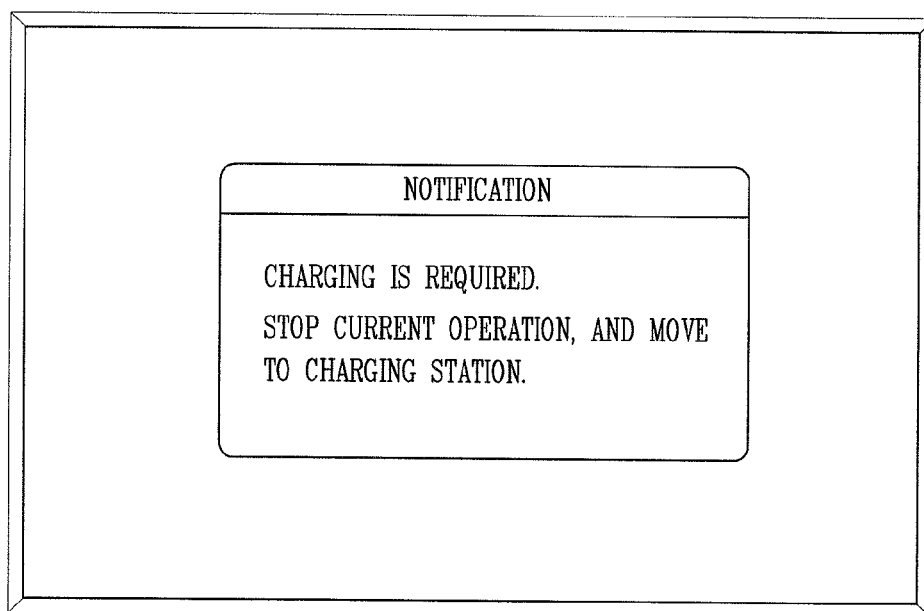 NOTIFICATION
CHARGING IS REQUIRED.
STOP CURRENT OPERATION, AND MOVE
TO CHARGING STATION.